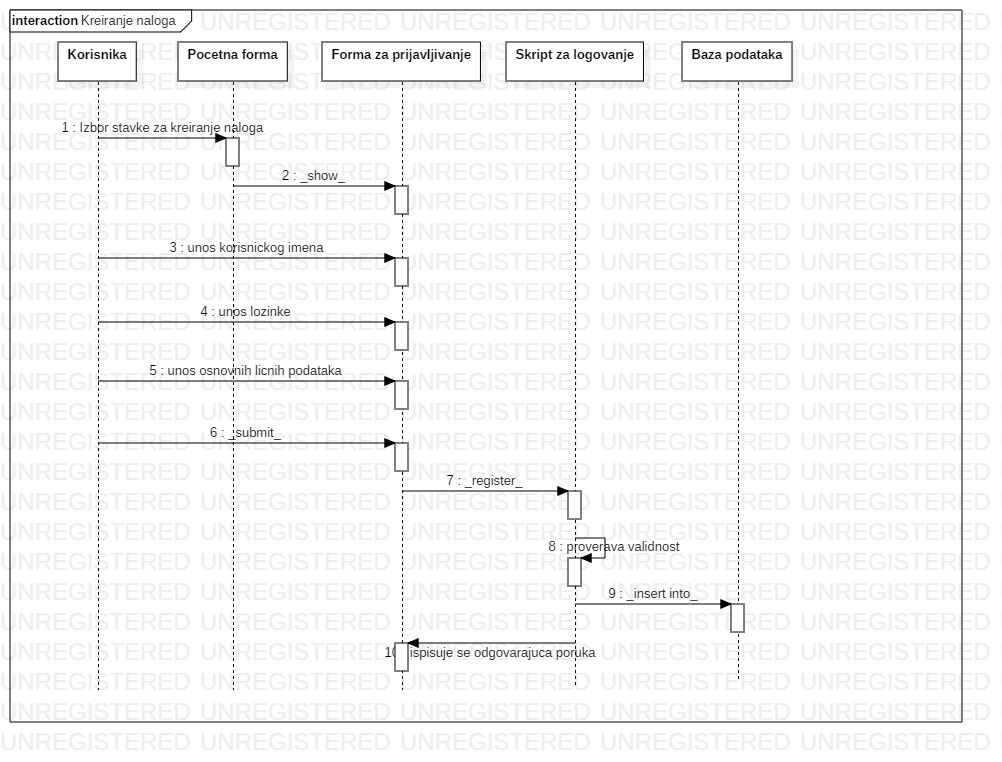 interaction Kreiranje naloga
Korisnika
Pocetna forma
Forma za prijavljivanje
Skript za logovanje
Baza podataka
1 : Izbor stavke za kreiranje naloga
2 : _show_
3 : unos korisnickog imena
4 : unos lozinke
5 : unos osnovnih licnih podataka
6 : _submit_
7 : _register_
8 : proverava validnost
9 : _insert into_
10 : ispisuje se odgovarajuca poruka
UNREGISTERED